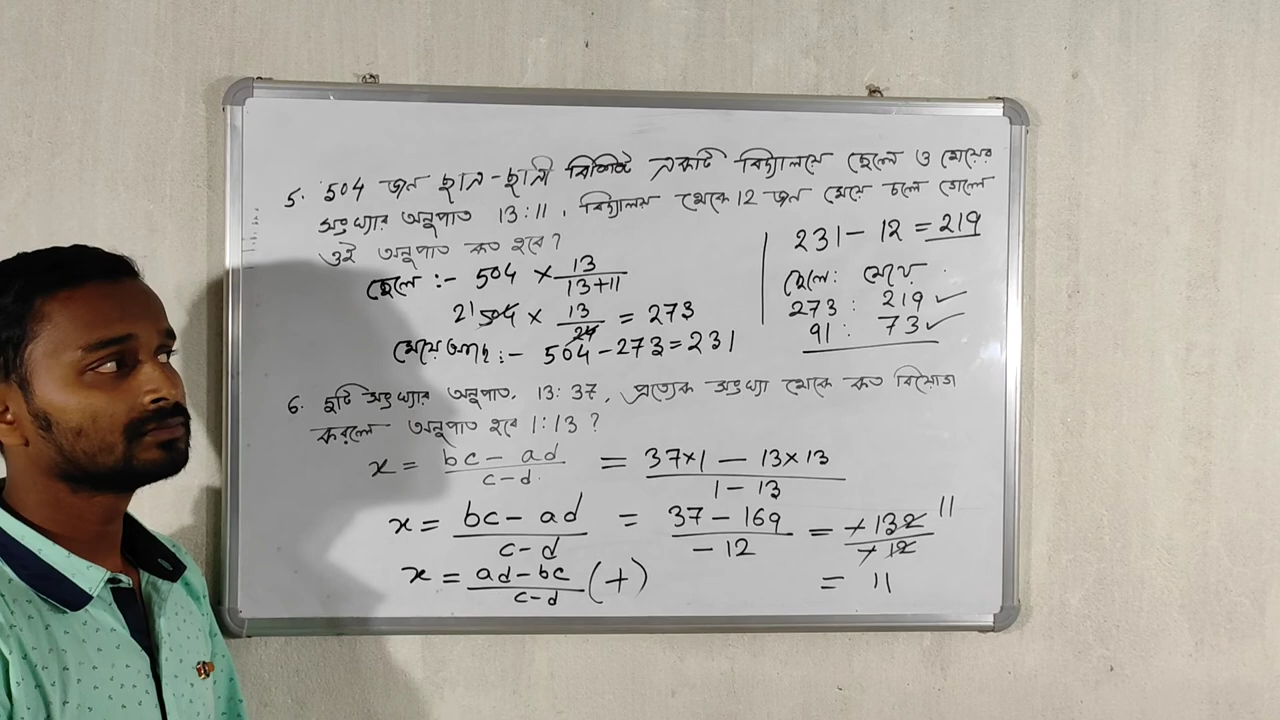 5. 504 জন ছাত্র-ছাত্রী বিশিষ্ট একটি বিদ্যালয়ে ছেলে ও মেয়ের
সংখ্যার অনুপাত 13:11, বিদ্যালয় থেকে 12 জন মেয়ে চলে গেলে
ওই অনুপাত কত হবে?
ছেলে :- 504 × 13/13+11
21 504 × 13/24 = 273
মেয়ে আছে :- 504-273=231
231 - 12 = 219
ছেলে: মেয়ে
273 : 219 ✓
91 : 73 ✓
6. দুটি সংখ্যার অনুপাত, 13:37, প্রত্যেক সংখ্যা থেকে কত বিয়োগ
করলে অনুপাত হবে 1:13?
x = bc - ad/c-d = 37×1 - 13×13/1-13
x = bc - ad/c-d = 37-169/-12 = -132/-12 11
x = ad-bc/c-d (+) = 11